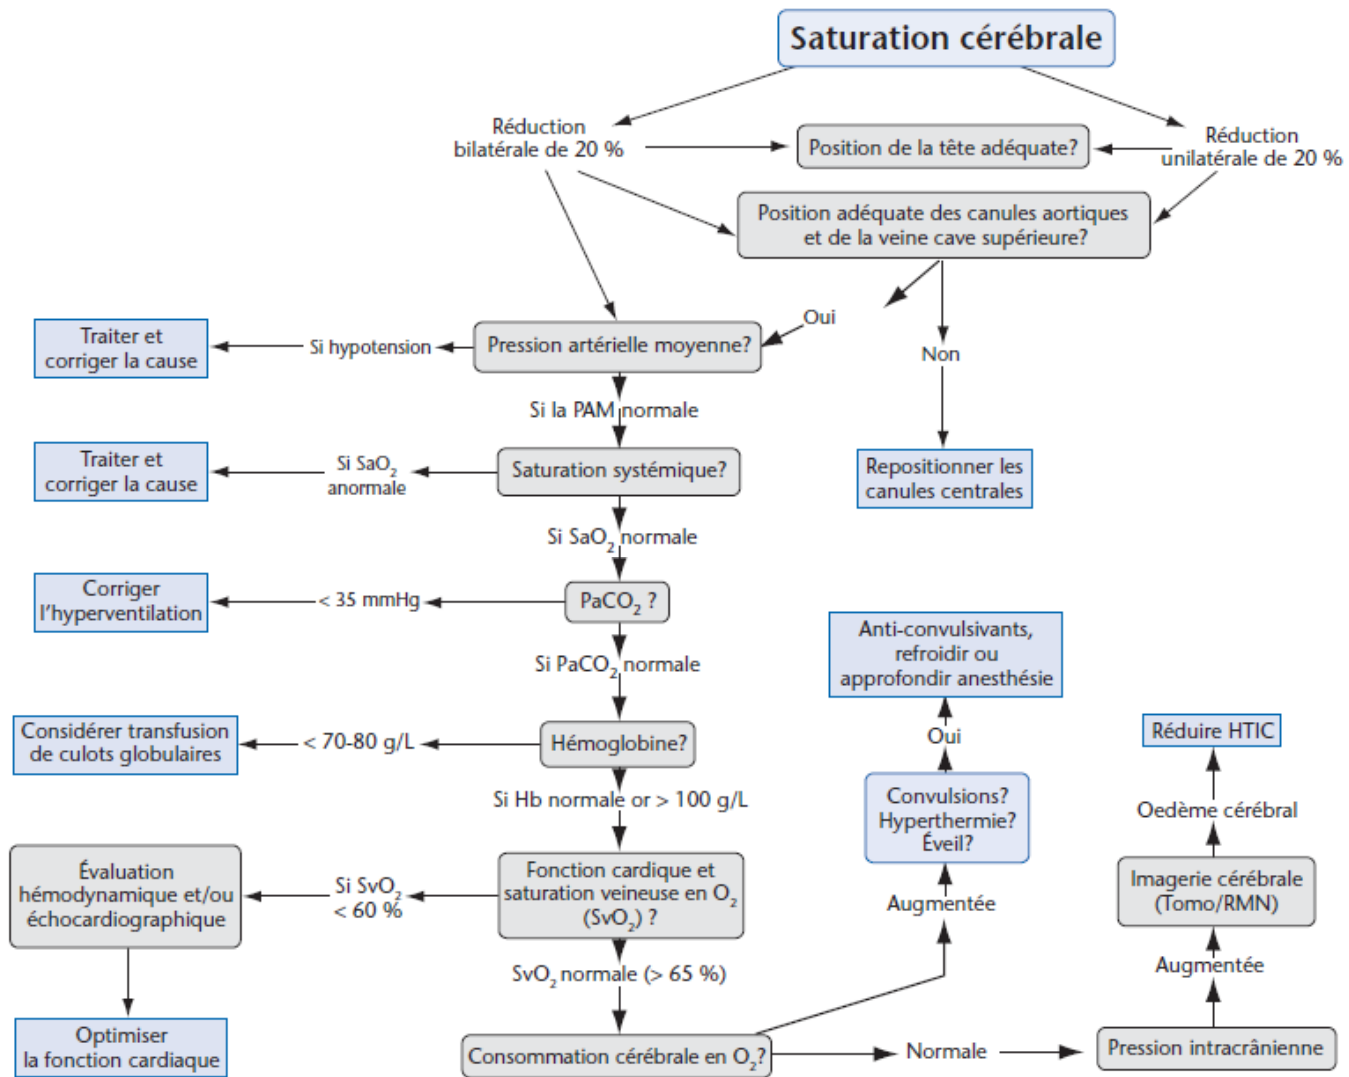 Saturation cérébrale
Réduction
bilatérale de 20 %
Position de la tête adéquate?
Réduction
unilatérale de 20 %
Position adéquate des canules aortiques
et de la veine cave supérieure?
Oui
Non
Repositionner les
canules centrales
Traiter et
corriger la cause
Si hypotension
Pression artérielle moyenne?
Si la PAM normale
Traiter et
corriger la cause
Si SaO₂
anormale
Saturation systémique?
Si SaO₂ normale
Corriger
l'hyperventilation
< 35 mmHg
PaCO₂ ?
Si PaCO₂ normale
Considérer transfusion
de culots globulaires
< 70-80 g/L
Hémoglobine?
Si Hb normale or > 100 g/L
Évaluation
hémodynamique et/ou
échocardiographique
Si SvO₂
< 60 %
Fonction cardique et
saturation veineuse en O₂
(SvO₂) ?
SvO₂ normale (> 65 %)
Optimiser
la fonction cardiaque
Consommation cérébrale en O₂?
Anti-convulsivants,
refroidir ou
approfondir anesthésie
Oui
Convulsions?
Hyperthermie?
Éveil?
Augmentée
Normale
Réduire HTIC
Oedème cérébral
Imagerie cérébrale
(Tomo/RMN)
Augmentée
Pression intracrânienne